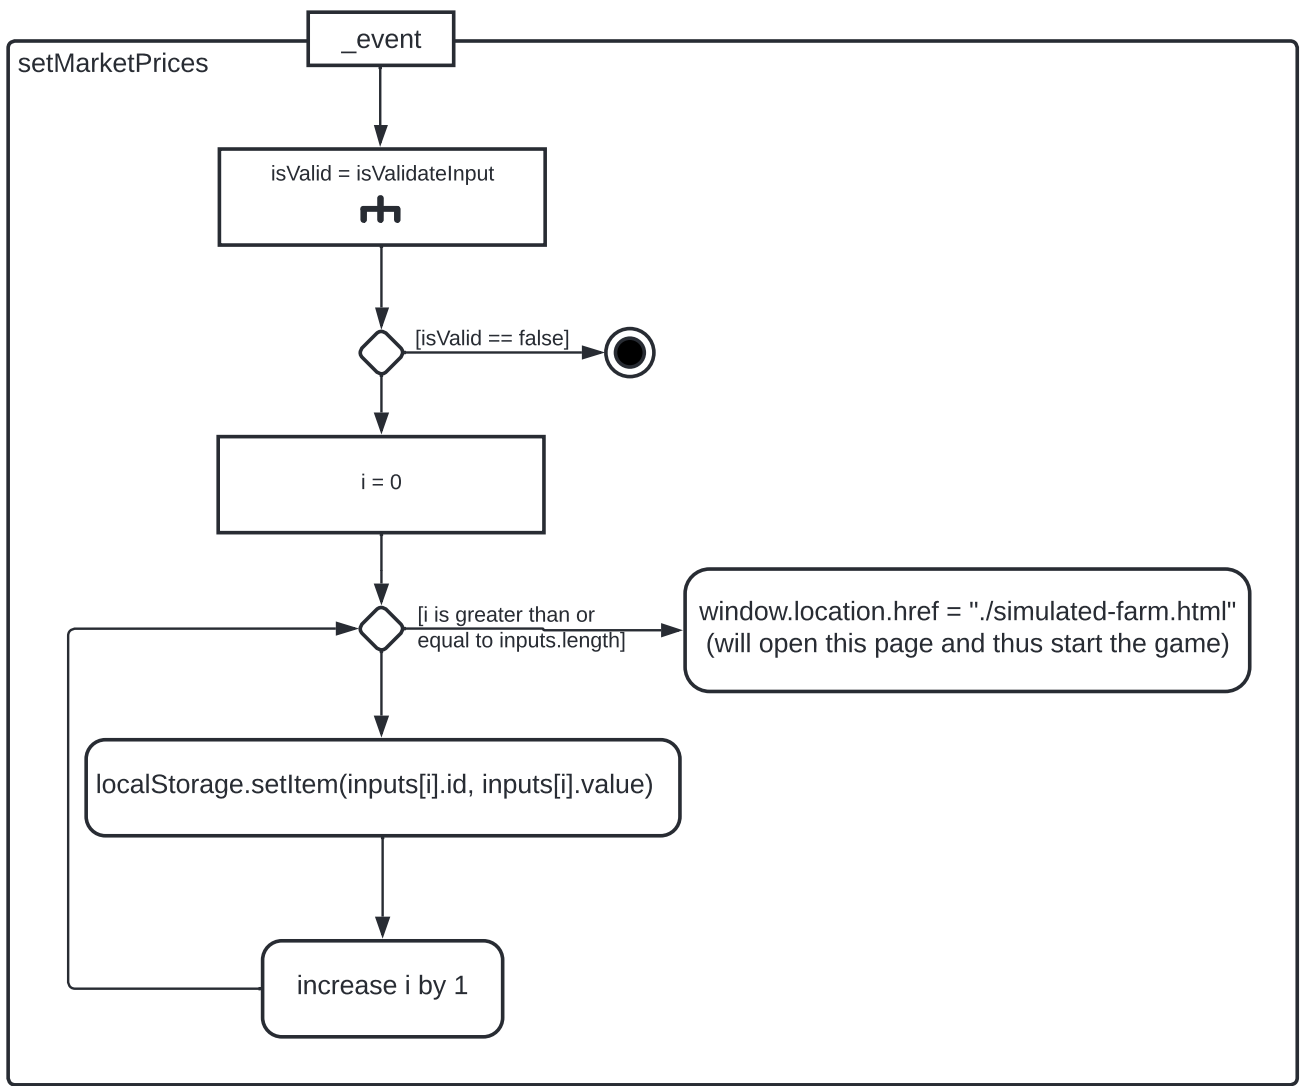 _event
setMarketPrices
isValid = isValidateInput
[isValid == false]
i = 0
[i is greater than or
equal to inputs.length]
window.location.href = "./simulated-farm.html"
(will open this page and thus start the game)
localStorage.setItem(inputs[i].id, inputs[i].value)
increase i by 1